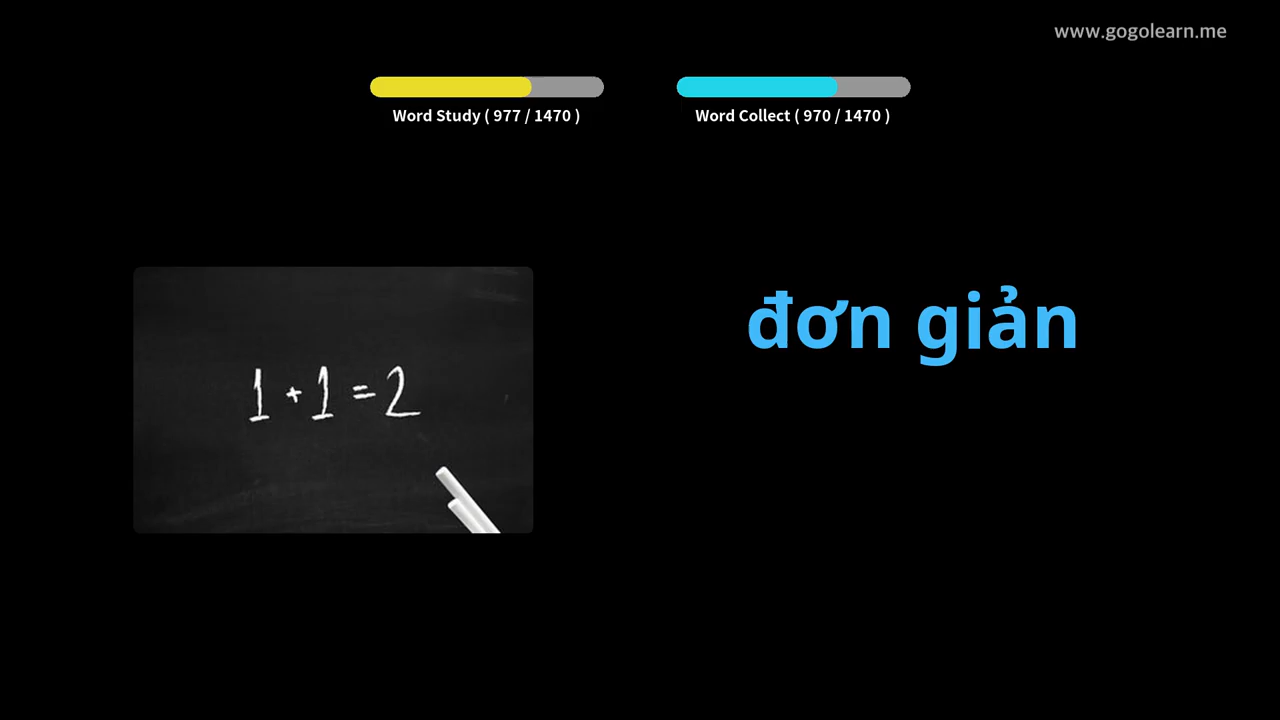 www.gogolearn.me
Word Study ( 977 / 1470 )
Word Collect ( 970 / 1470 )
đơn giản
1 + 1 = 2